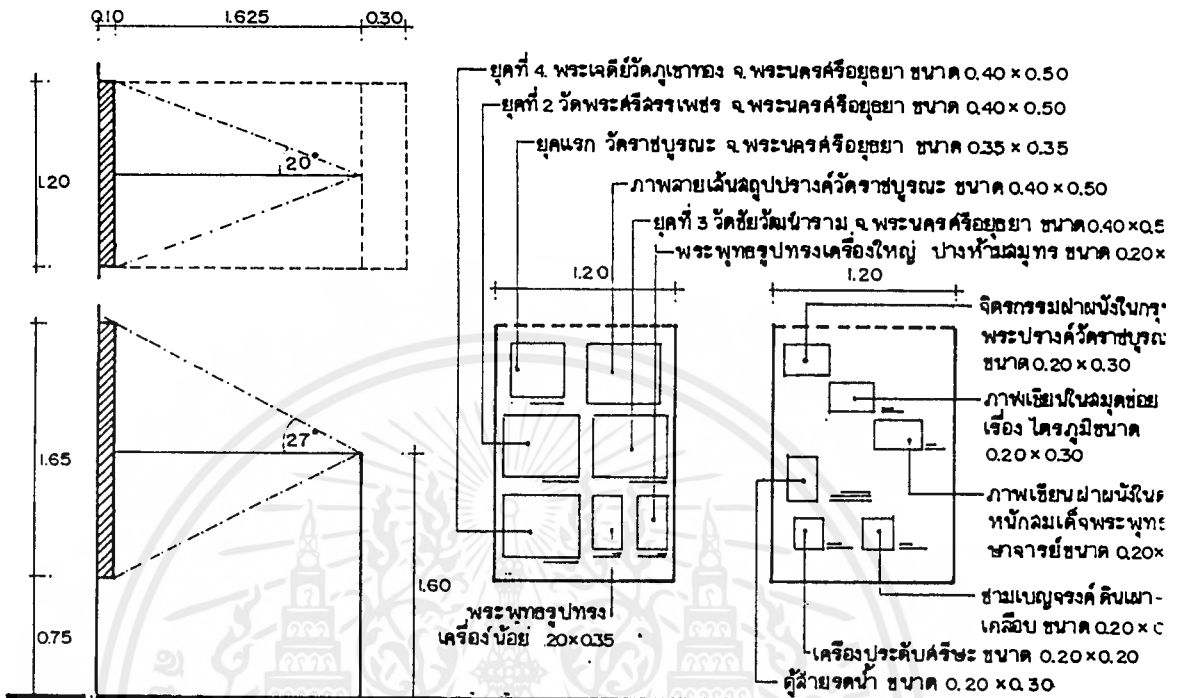 0.10 1.625 0.30
1.20
20°
1.65
27°
1.60
0.75
ยุคที่ 4. พระเจดีย์วัดภูเขาทอง จ.พระนครศรีอยุธยา ขนาด 0.40 × 0.50
ยุคที่ 2 วัดพระศรีสรรเพชร จ.พระนครศรีอยุธยา ขนาด 0.40 × 0.50
ยุคแรก วัดราชบูรณะ จ.พระนครศรีอยุธยา ขนาด 0.35 × 0.35
ภาพลายเส้นสถูปปรางค์วัดราชบูรณะ ขนาด 0.40 × 0.50
ยุคที่ 3 วัดชัยวัฒนาราม จ.พระนครศรีอยุธยา ขนาด 0.40 × 0.5
พระพุทธรูปทรงเครื่องใหญ่ ปางห้ามสมุทร ขนาด 0.20 ×
1.20
พระพุทธรูปทรง
เครื่องน้อย .20×0.35
1.20
จิตรกรรมฝาผนังในกรุ
พระปรางค์วัดราชบูรณ
ขนาด 0.20 × 0.30
ภาพเขียนในสมุดข่อย
เรื่อง ไตรภูมิขนาด
0.20 × 0.30
ภาพเขียนฝาผนังในต
หนักสมเด็จพระพุทธ
ษาจารย์ขนาด 0.20×
ชามเบญจรงค์ ดินเผา-
เคลือบ ขนาด 0.20 ×
เครื่องประดับศรีษะ ขนาด 0.20 × 0.20
ตู้ลายรดน้ำ ขนาด 0.20 × 0.30